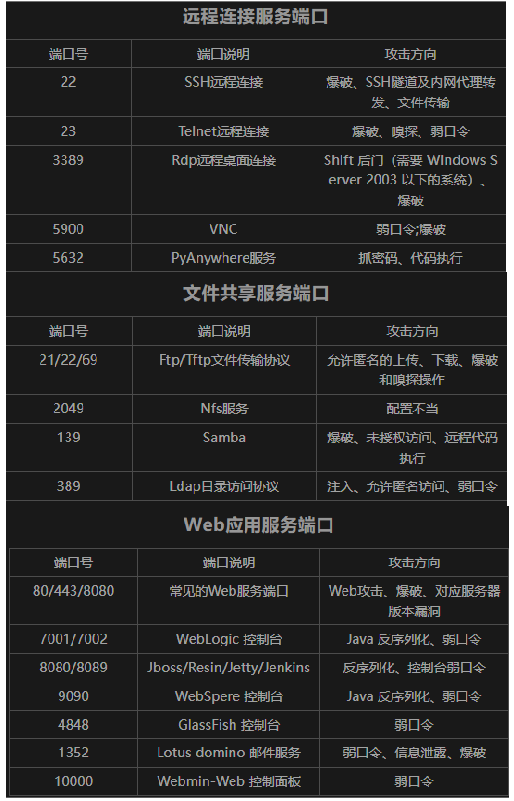 远程连接服务端口
端口号 端口说明 攻击方向
22 SSH远程连接 爆破、SSH隧道及内网代理转
发、文件传输
23 Telnet远程连接 爆破、嗅探、弱口令
3389 Rdp远程桌面连接 Shift 后门（需要 Windows S
erver 2003 以下的系统）、
爆破
5900 VNC 弱口令;爆破
5632 PyAnywhere服务 抓密码、代码执行
文件共享服务端口
端口号 端口说明 攻击方向
21/22/69 Ftp/Tftp文件传输协议 允许匿名的上传、下载、爆破
和嗅探操作
2049 Nfs服务 配置不当
139 Samba 爆破、未授权访问、远程代码
执行
389 Ldap目录访问协议 注入、允许匿名访问、弱口令
Web应用服务端口
端口号 端口说明 攻击方向
80/443/8080 常见的Web服务端口 Web攻击、爆破、对应服务器
版本漏洞
7001/7002 WebLogic 控制台 Java 反序列化、弱口令
8080/8089 Jboss/Resin/Jetty/Jenkins 反序列化、控制台弱口令
9090 WebSpere 控制台 Java 反序列化、弱口令
4848 GlassFish 控制台 弱口令
1352 Lotus domino 邮件服务 弱口令、信息泄露、爆破
10000 Webmin-Web 控制面板 弱口令